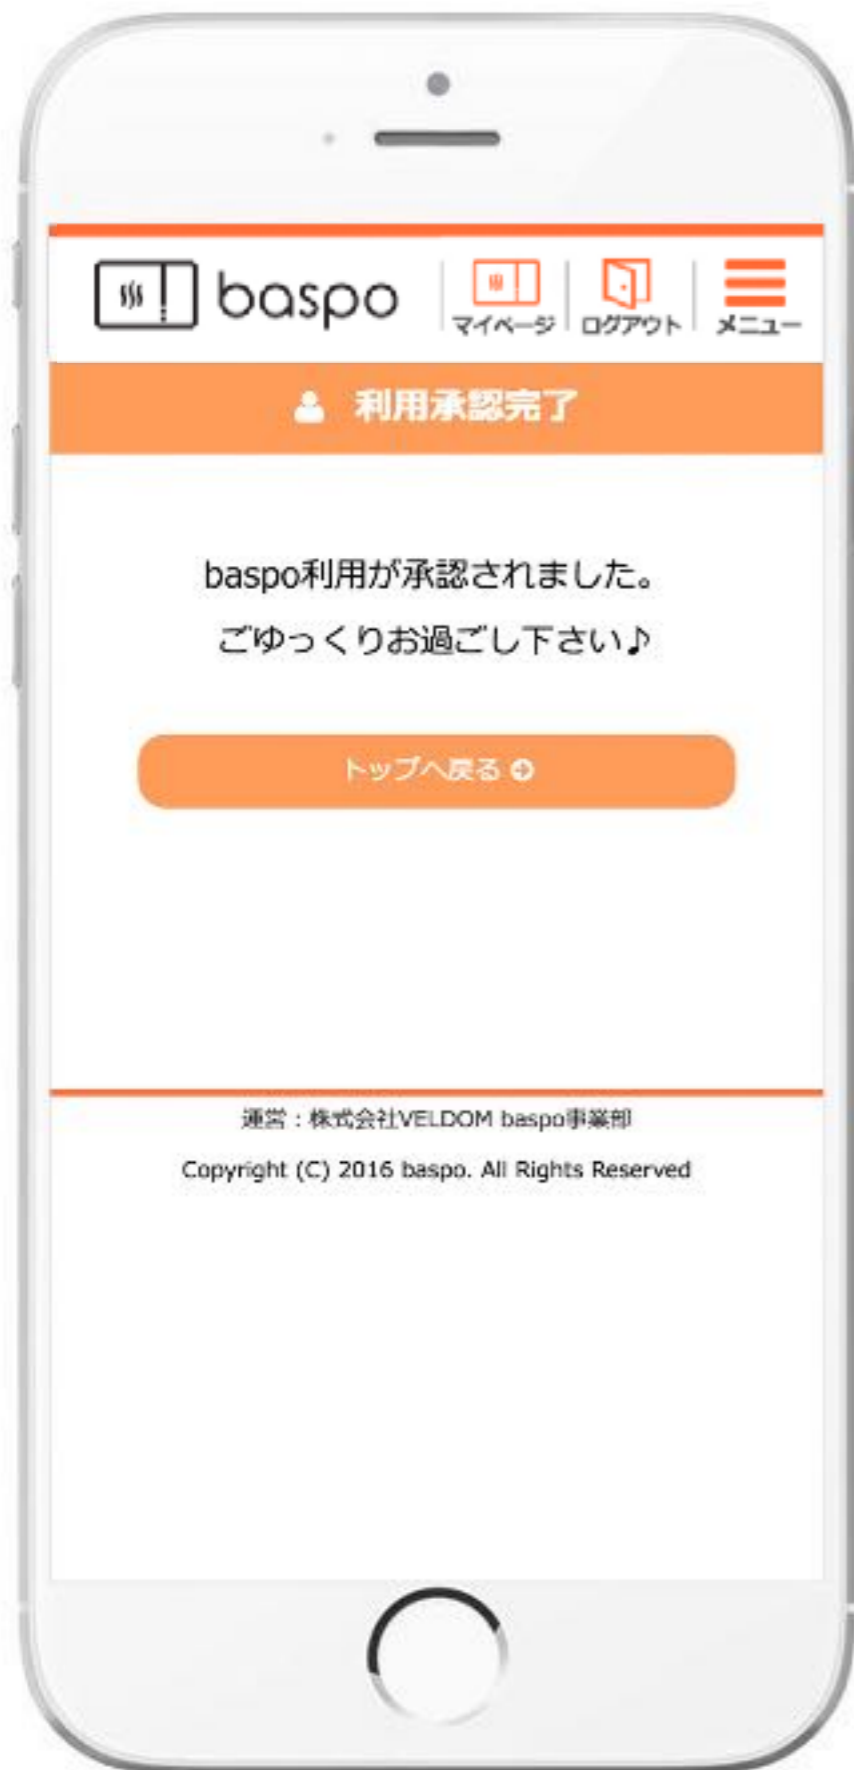 baspo
マイページ
ログアウト
メニュー
利用承認完了
baspo利用が承認されました。
ごゆっくりお過ごし下さい♪
トップへ戻る
運営：株式会社VELDOM baspo事業部
Copyright (C) 2016 baspo. All Rights Reserved